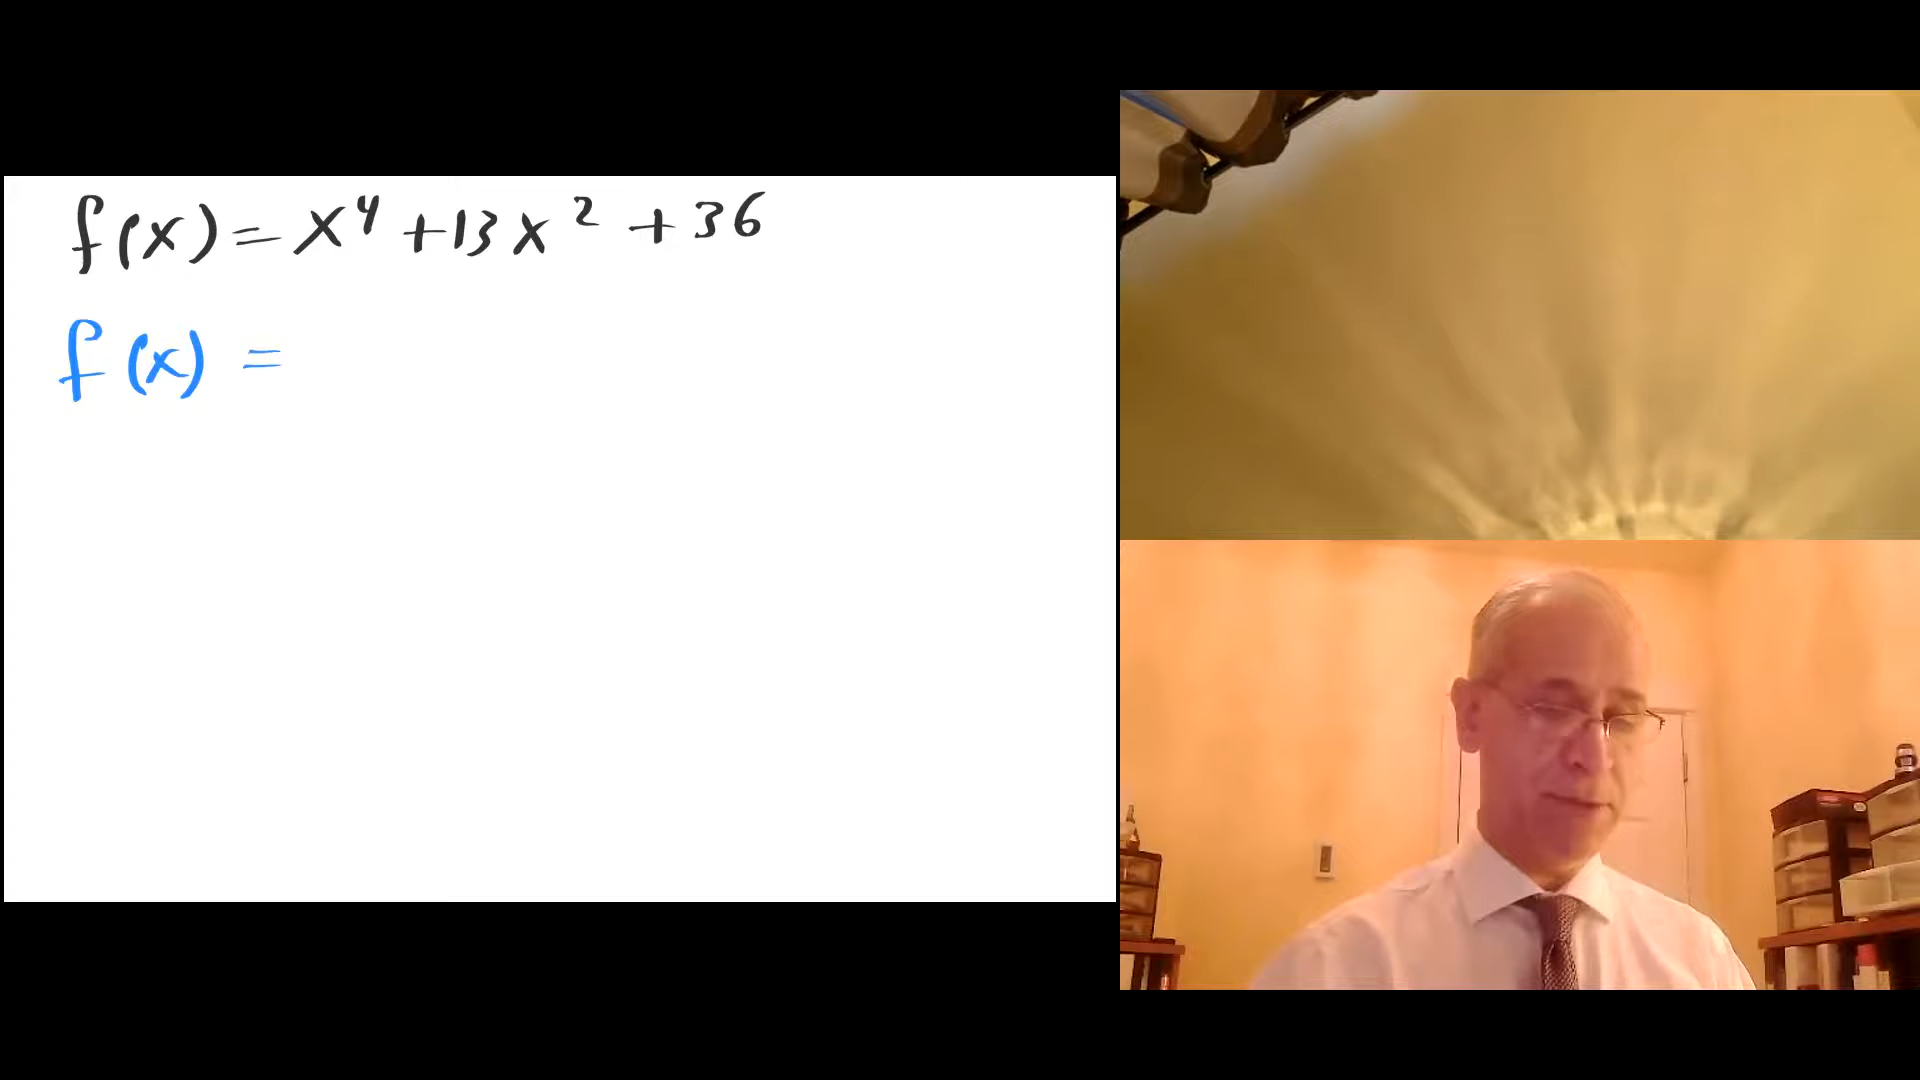 f(x) = x⁴ + 13x² + 36
f(x) =